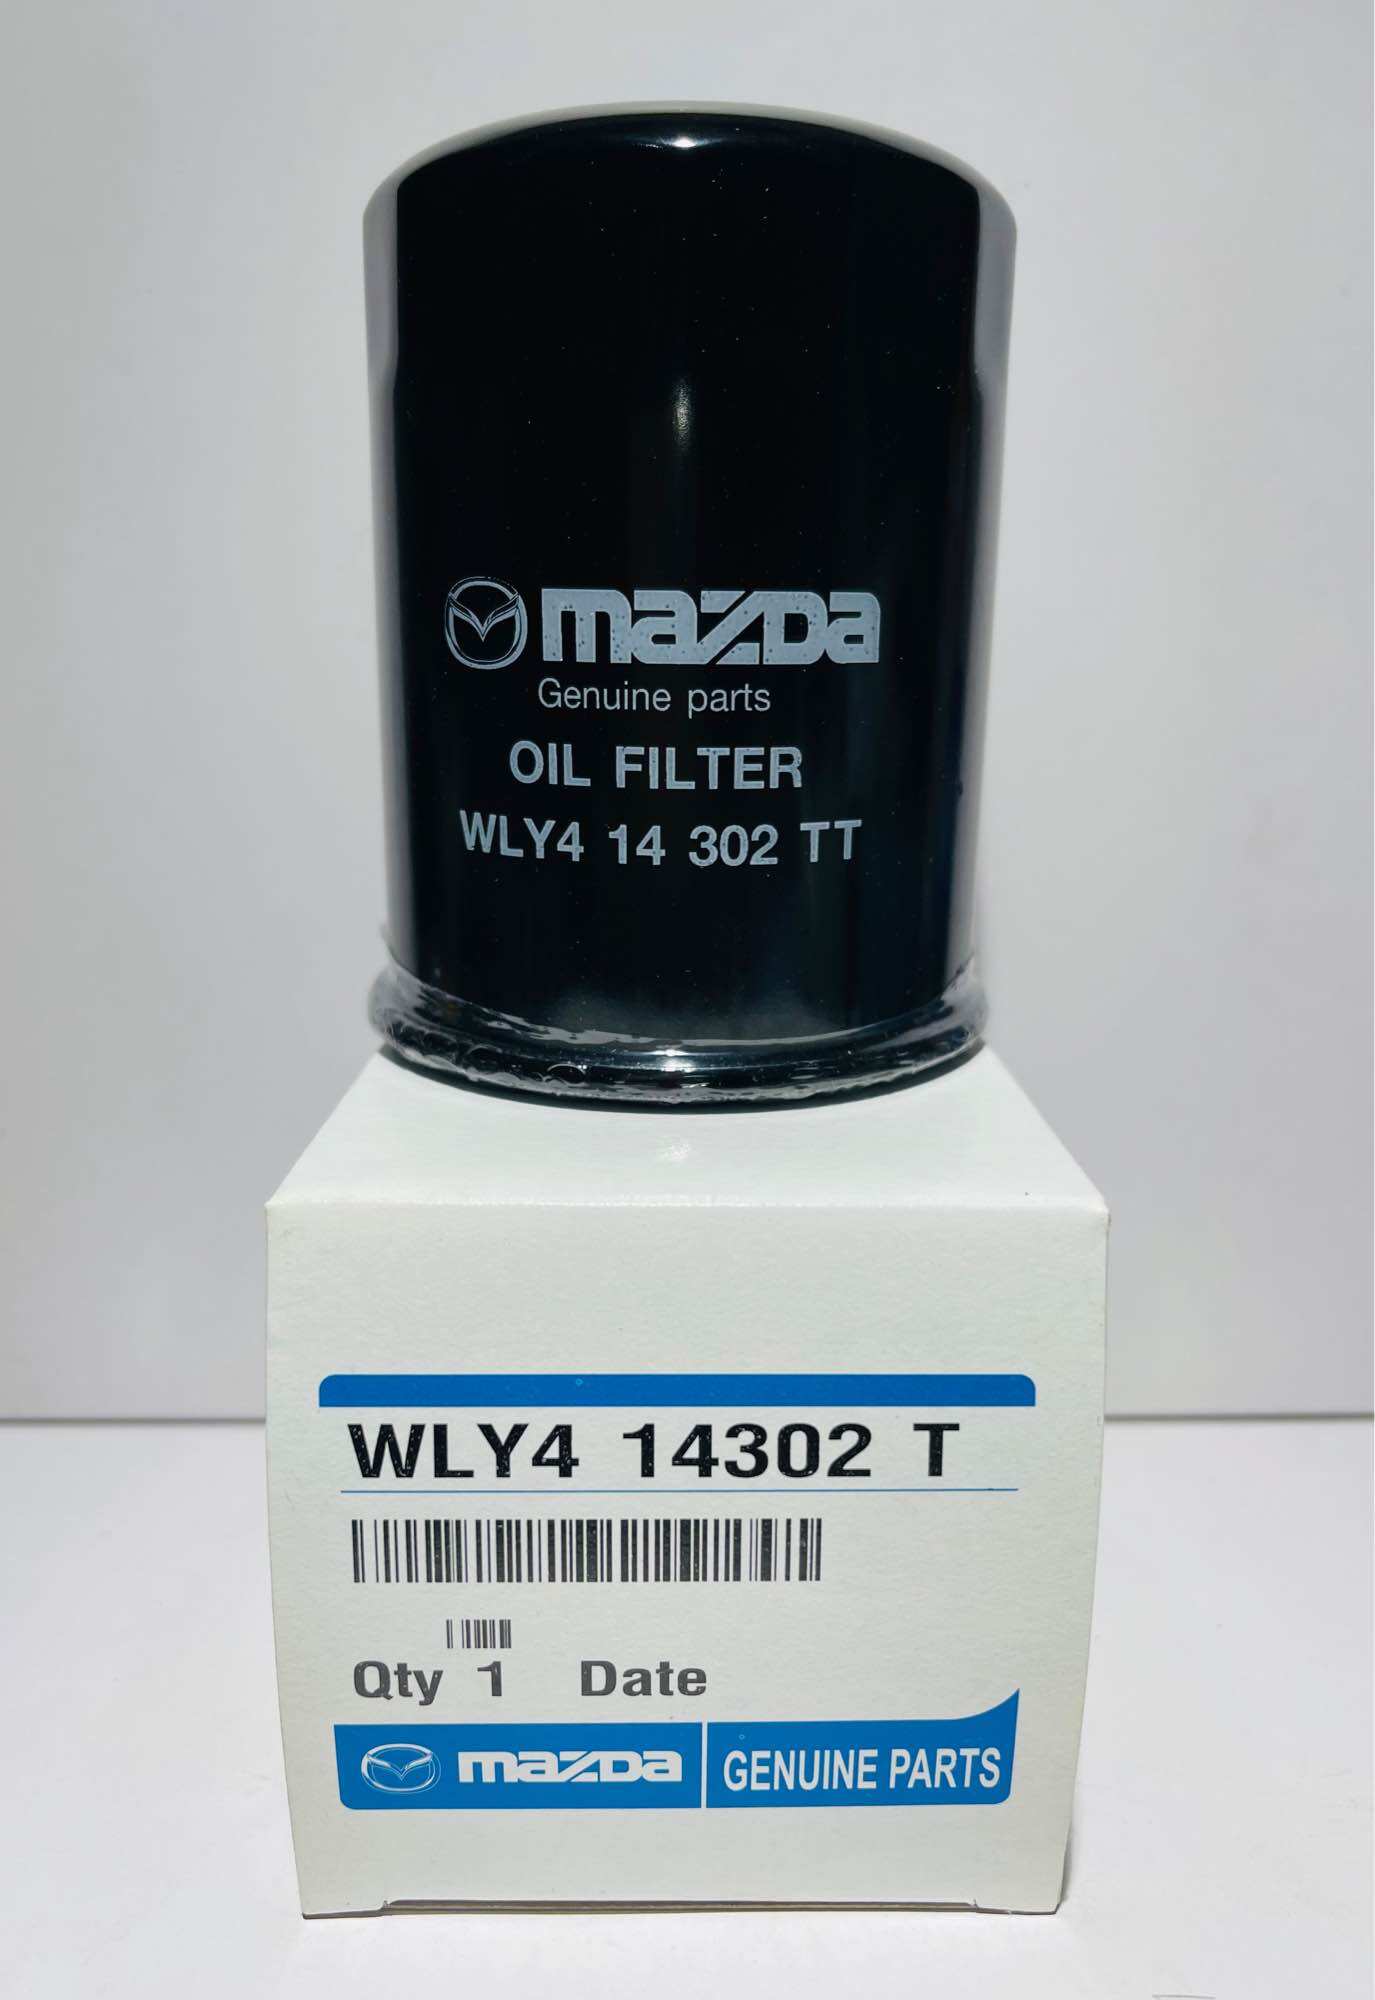 mazda
Genuine parts
OIL FILTER
WLY4 14 302 TT
WLY4 14302 T
Qty 1 Date
mazda GENUINE PARTS